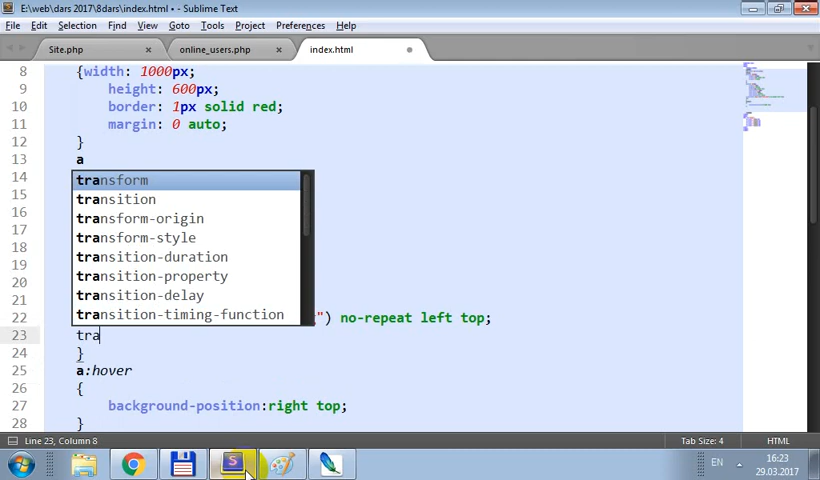 E:\web\dars 2017\8dars\index.html • - Sublime Text
File Edit Selection Find View Goto Tools Project Preferences Help
Site.php × online_users.php × index.html
8 {width: 1000px;
9 height: 600px;
10 border: 1px solid red;
11 margin: 0 auto;
12 }
13 a
14 transform
15 transition
16 transform-origin
17 transform-style
18 transition-duration
19 transition-property
20 transition-delay
21 transition-timing-function
22 ") no-repeat left top;
23 tra
24 }
25 a:hover
26 {
27 background-position:right top;
28 }
Line 23, Column 8 Tab Size: 4 HTML
EN 16:23
29.03.2017